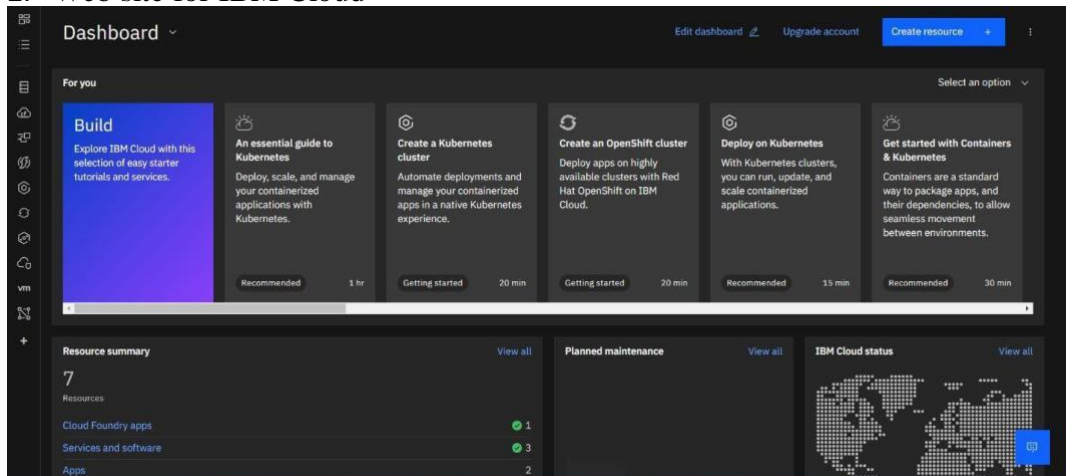 2. Web site for IBM Cloud
Dashboard
Edit dashboard
Upgrade account
Create resource +
For you
Select an option
Build
Explore IBM Cloud with this
selection of easy starter
tutorials and services.
An essential guide to
Kubernetes
Deploy, scale, and manage
your containerized
applications with
Kubernetes.
Recommended 1 hr
Create a Kubernetes
cluster
Automate deployments and
manage your containerized
apps in a native Kubernetes
experience.
Getting started 20 min
Create an OpenShift cluster
Deploy apps on highly
available clusters with Red
Hat OpenShift on IBM
Cloud.
Getting started 20 min
Deploy on Kubernetes
With Kubernetes clusters,
you can run, update, and
scale containerized
applications.
Recommended 15 min
Get started with Containers
& Kubernetes
Containers are a standard
way to package apps, and
their dependencies, to allow
seamless movement
between environments.
Recommended 30 min
vm
Resource summary View all
7
Resources
Cloud Foundry apps 1
Services and software 3
Apps 2
Planned maintenance View all
IBM Cloud status View all